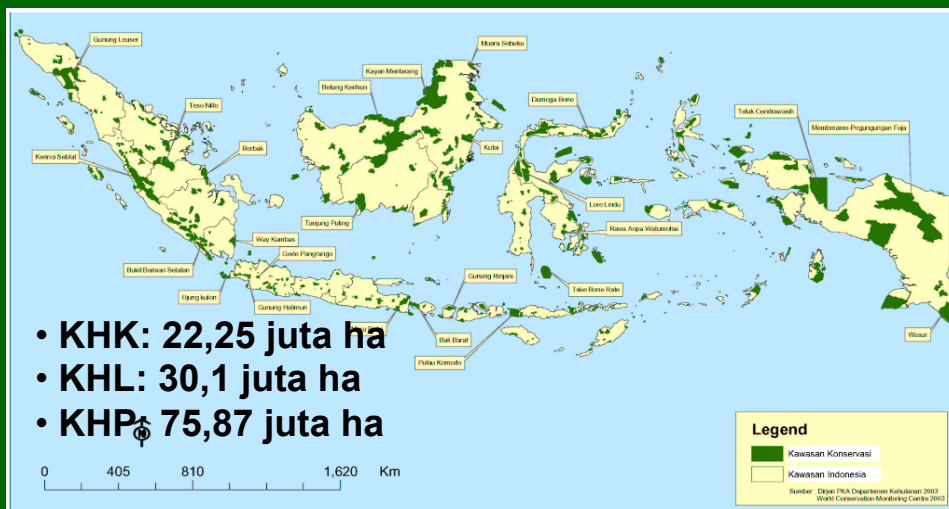 Gunung Leuser
Muara Sebuku
Kayan Mentarang
Betung Kerihun
Dumoga Bone
Teso Nillo
Teluk Cendrawasih
Memberamo-Pegungungan Foja
Kerinci Seblat
Berbak
Kutai
Lore Lindu
Tanjung Puting
Rawa Aopa Watumohai
Way Kambas
Gede Pangrango
Bukit Barisan Selatan
Gunung Rinjani
Ujung kulon
Take Bone Rate
Gunung Halimun
Bali Barat
Pulau Komodo
Wasur
• KHK: 22,25 juta ha
• KHL: 30,1 juta ha
• KHP: 75,87 juta ha
N
0 405 810 1,620 Km
Legend
Kawasan Konservasi
Kawasan Indonesia
Sumber : Dirjen PKA Departemen Kehutanan 2003
World Conservation Monitoring Centre 2003